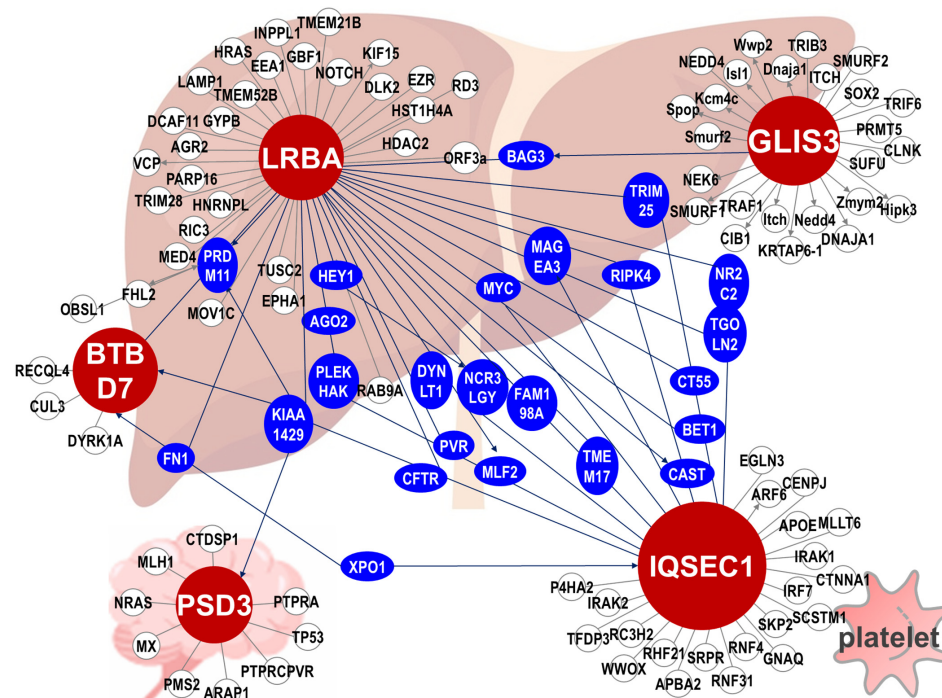 TMEM21B
INPPL1
HRAS
GBF1
KIF15
EEA1
NOTCH
LAMP1
TMEM52B
DLK2
EZR
RD3
HST1H4A
DCAF11
GYPB
AGR2
LRBA
HDAC2
ORF3a
BAG3
VCP
PARP16
TRIM28
HNRNPL
RIC3
MED4
PRD
M11
TUSC2
HEY1
EPHA1
FHL2
OBSL1
MOV1C
AGO2
Wwp2
TRIB3
NEDD4
Isl1
Dnaja1
ITCH
SMURF2
Kcm4c
SOX2
Spop
TRIF6
GLIS3
Smurf2
PRMT5
CLNK
SUFU
NEK6
SMURF1
TRAF1
Itch
Nedd4
Zmym2
Hipk3
CIB1
KRTAP6-1
DNAJA1
TRIM
25
MAG
EA3
MYC
RIPK4
NR2
C2
TGO
LN2
BTB
D7
RECQL4
CUL3
DYRK1A
PLEK
HAK
RAB9A
DYN
LT1
NCR3
LGY
FAM1
98A
CT55
KIAA
1429
BET1
FN1
PVR
CFTR
MLF2
TME
M17
CAST
EGLN3
ARF6
CENPJ
APOE
MLLT6
CTDSP1
MLH1
NRAS
PSD3
PTPRA
MX
TP53
PTPRCPVR
PMS2
ARAP1
XPO1
IQSEC1
IRAK1
CTNNA1
IRF7
SCSTM1
SKP2
GNAQ
P4HA2
IRAK2
TFDP3
RC3H2
WWOX
RHF21
SRPR
RNF4
APBA2
RNF31
platelet